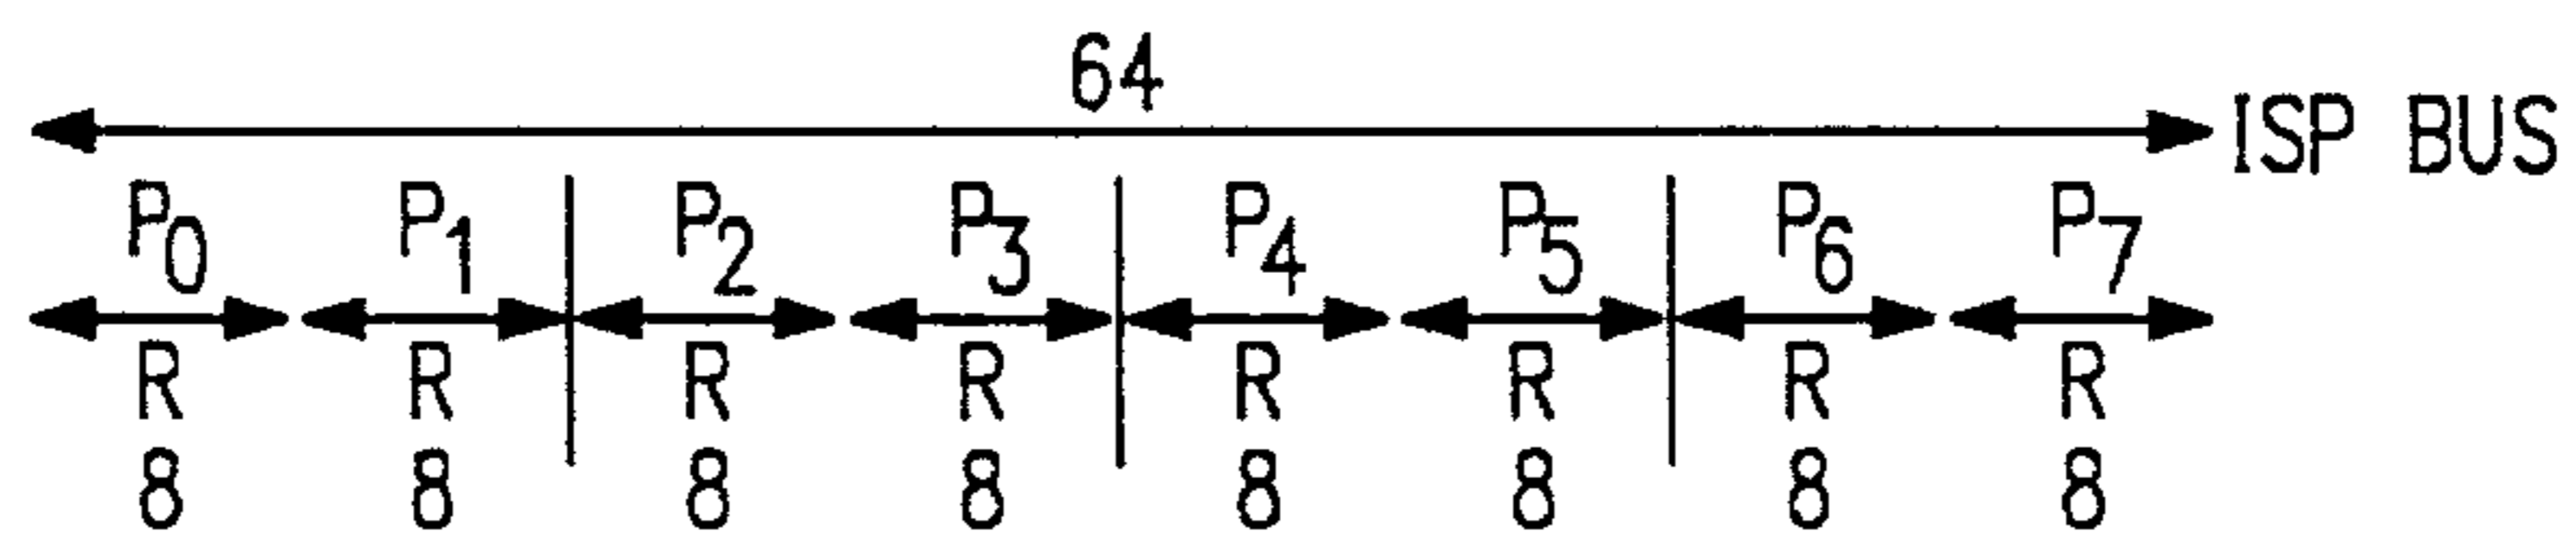 64
ISP BUS
P0 P1 P2 P3 P4 P5 P6 P7
R R R R R R R R
8 8 8 8 8 8 8 8